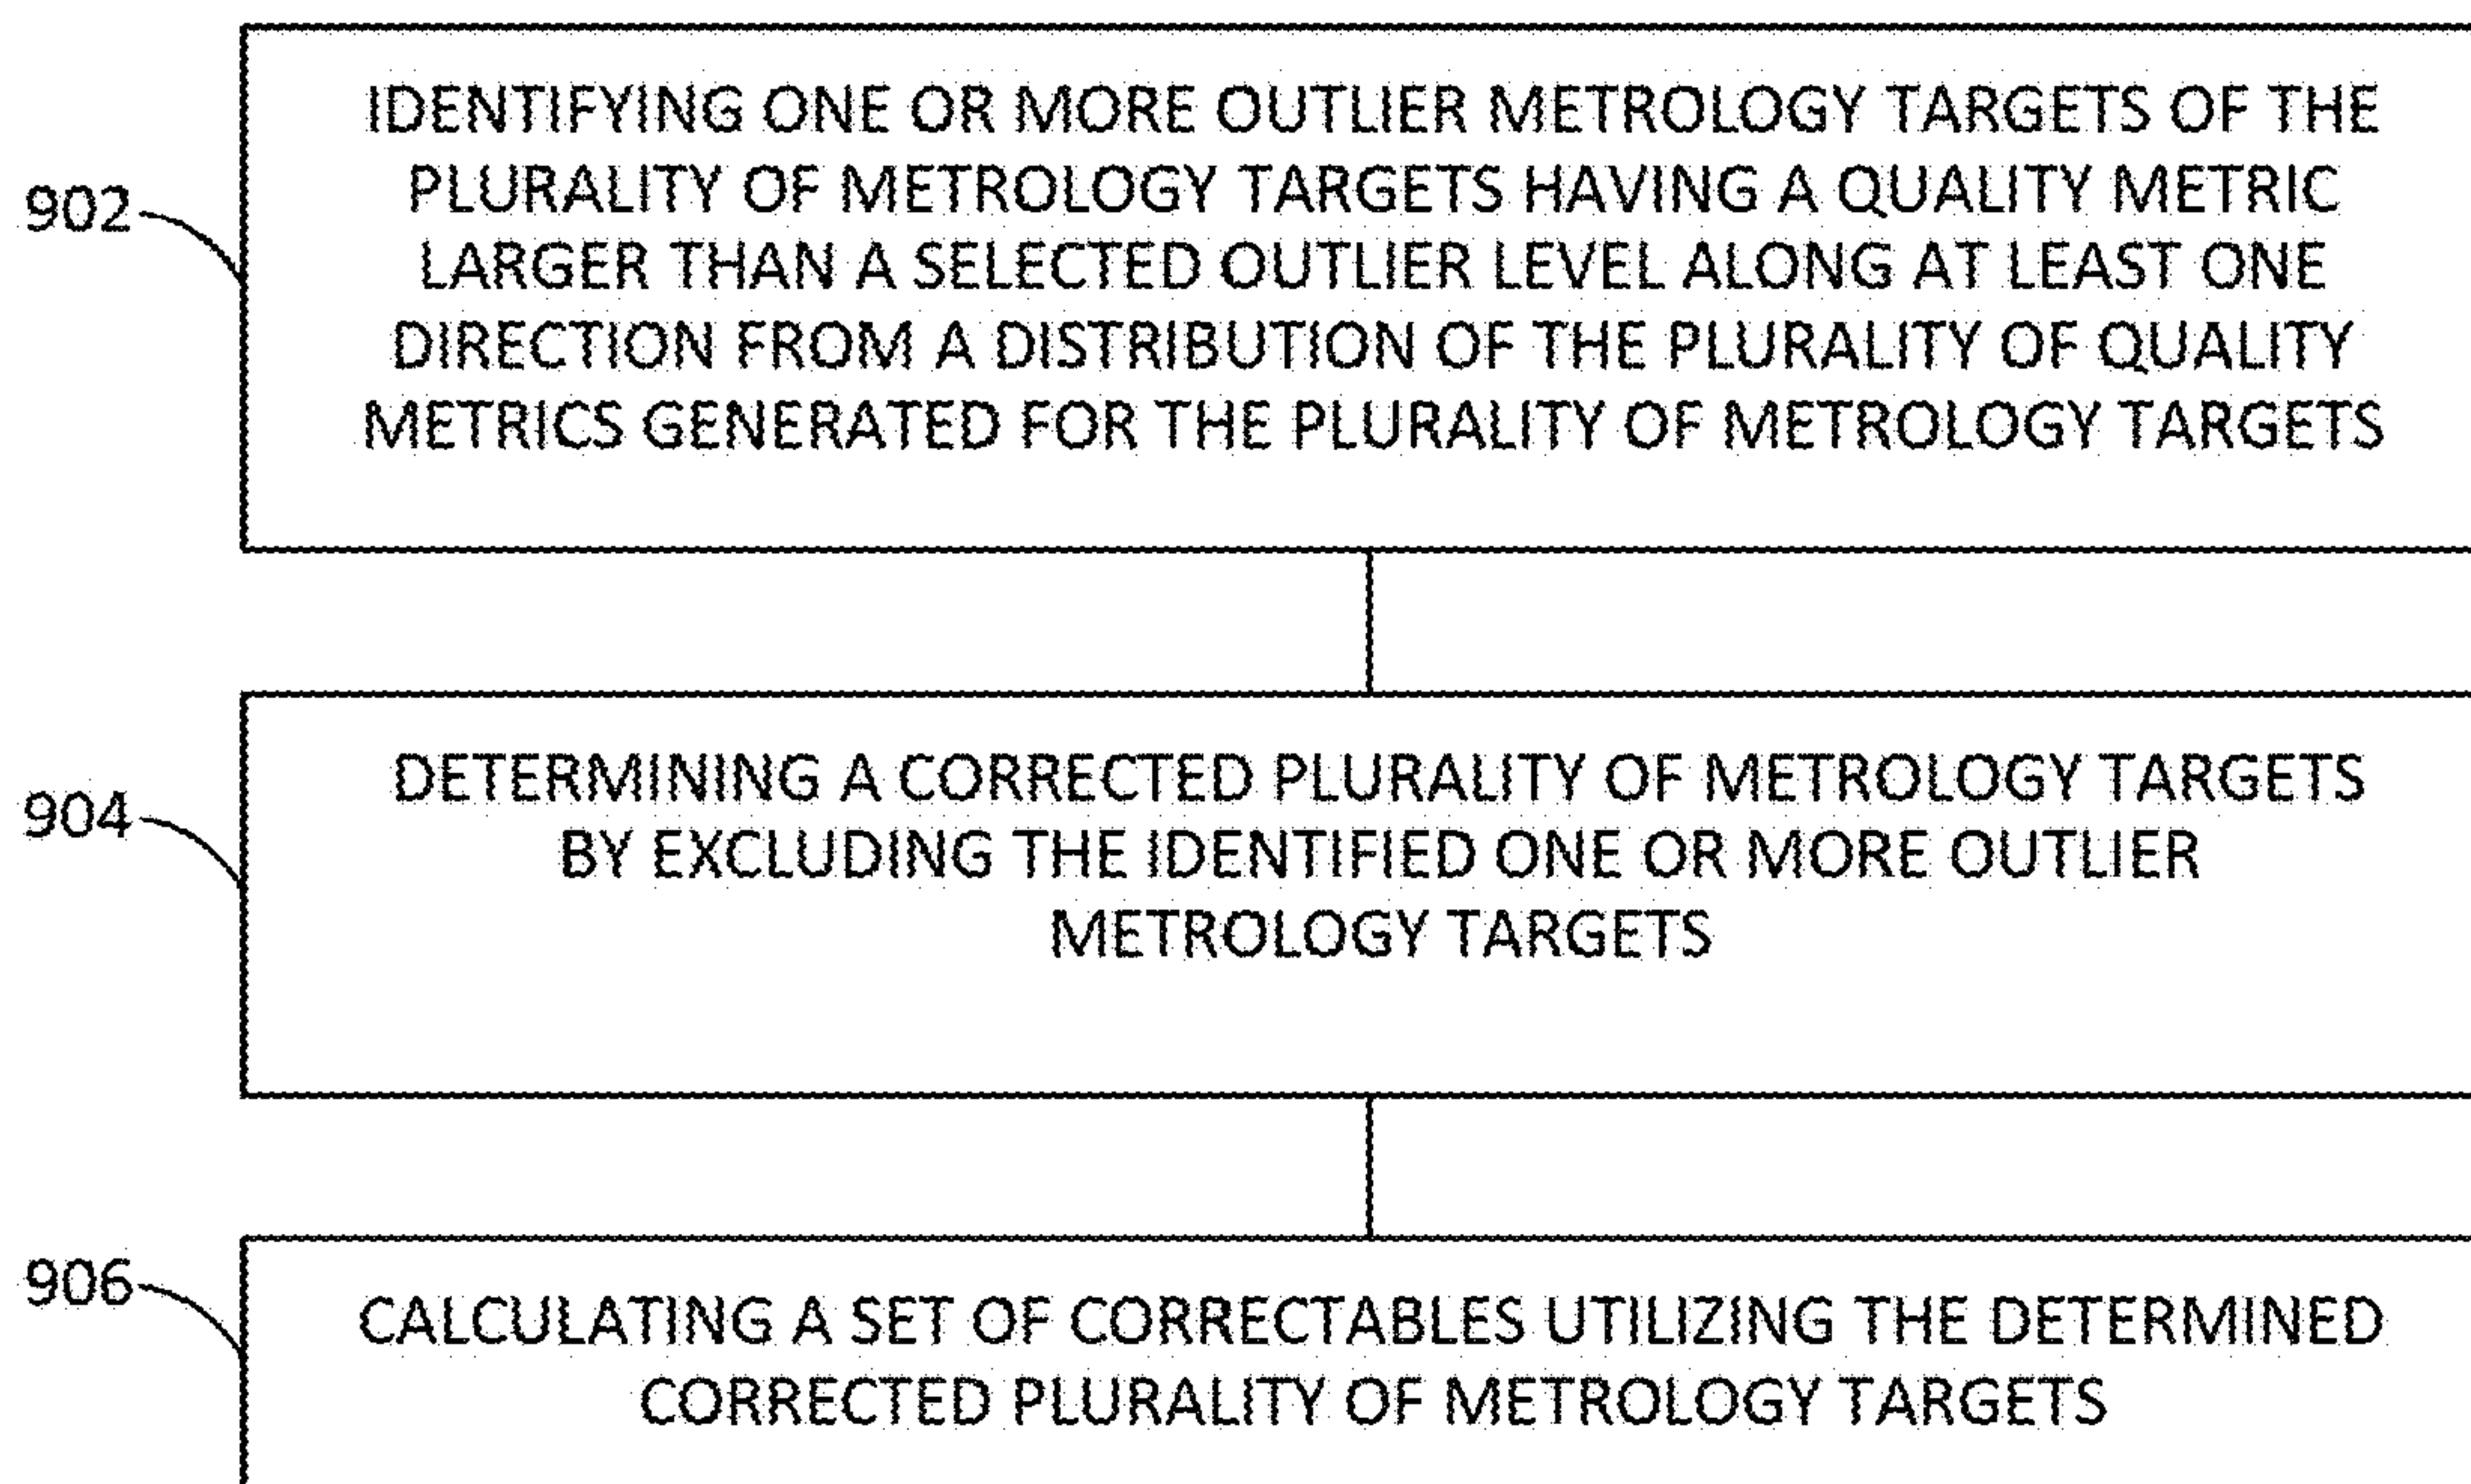 902
IDENTIFYING ONE OR MORE OUTLIER METROLOGY TARGETS OF THE
PLURALITY OF METROLOGY TARGETS HAVING A QUALITY METRIC
LARGER THAN A SELECTED OUTLIER LEVEL ALONG AT LEAST ONE
DIRECTION FROM A DISTRIBUTION OF THE PLURALITY OF QUALITY
METRICS GENERATED FOR THE PLURALITY OF METROLOGY TARGETS
904
DETERMINING A CORRECTED PLURALITY OF METROLOGY TARGETS
BY EXCLUDING THE IDENTIFIED ONE OR MORE OUTLIER
METROLOGY TARGETS
906
CALCULATING A SET OF CORRECTABLES UTILIZING THE DETERMINED
CORRECTED PLURALITY OF METROLOGY TARGETS